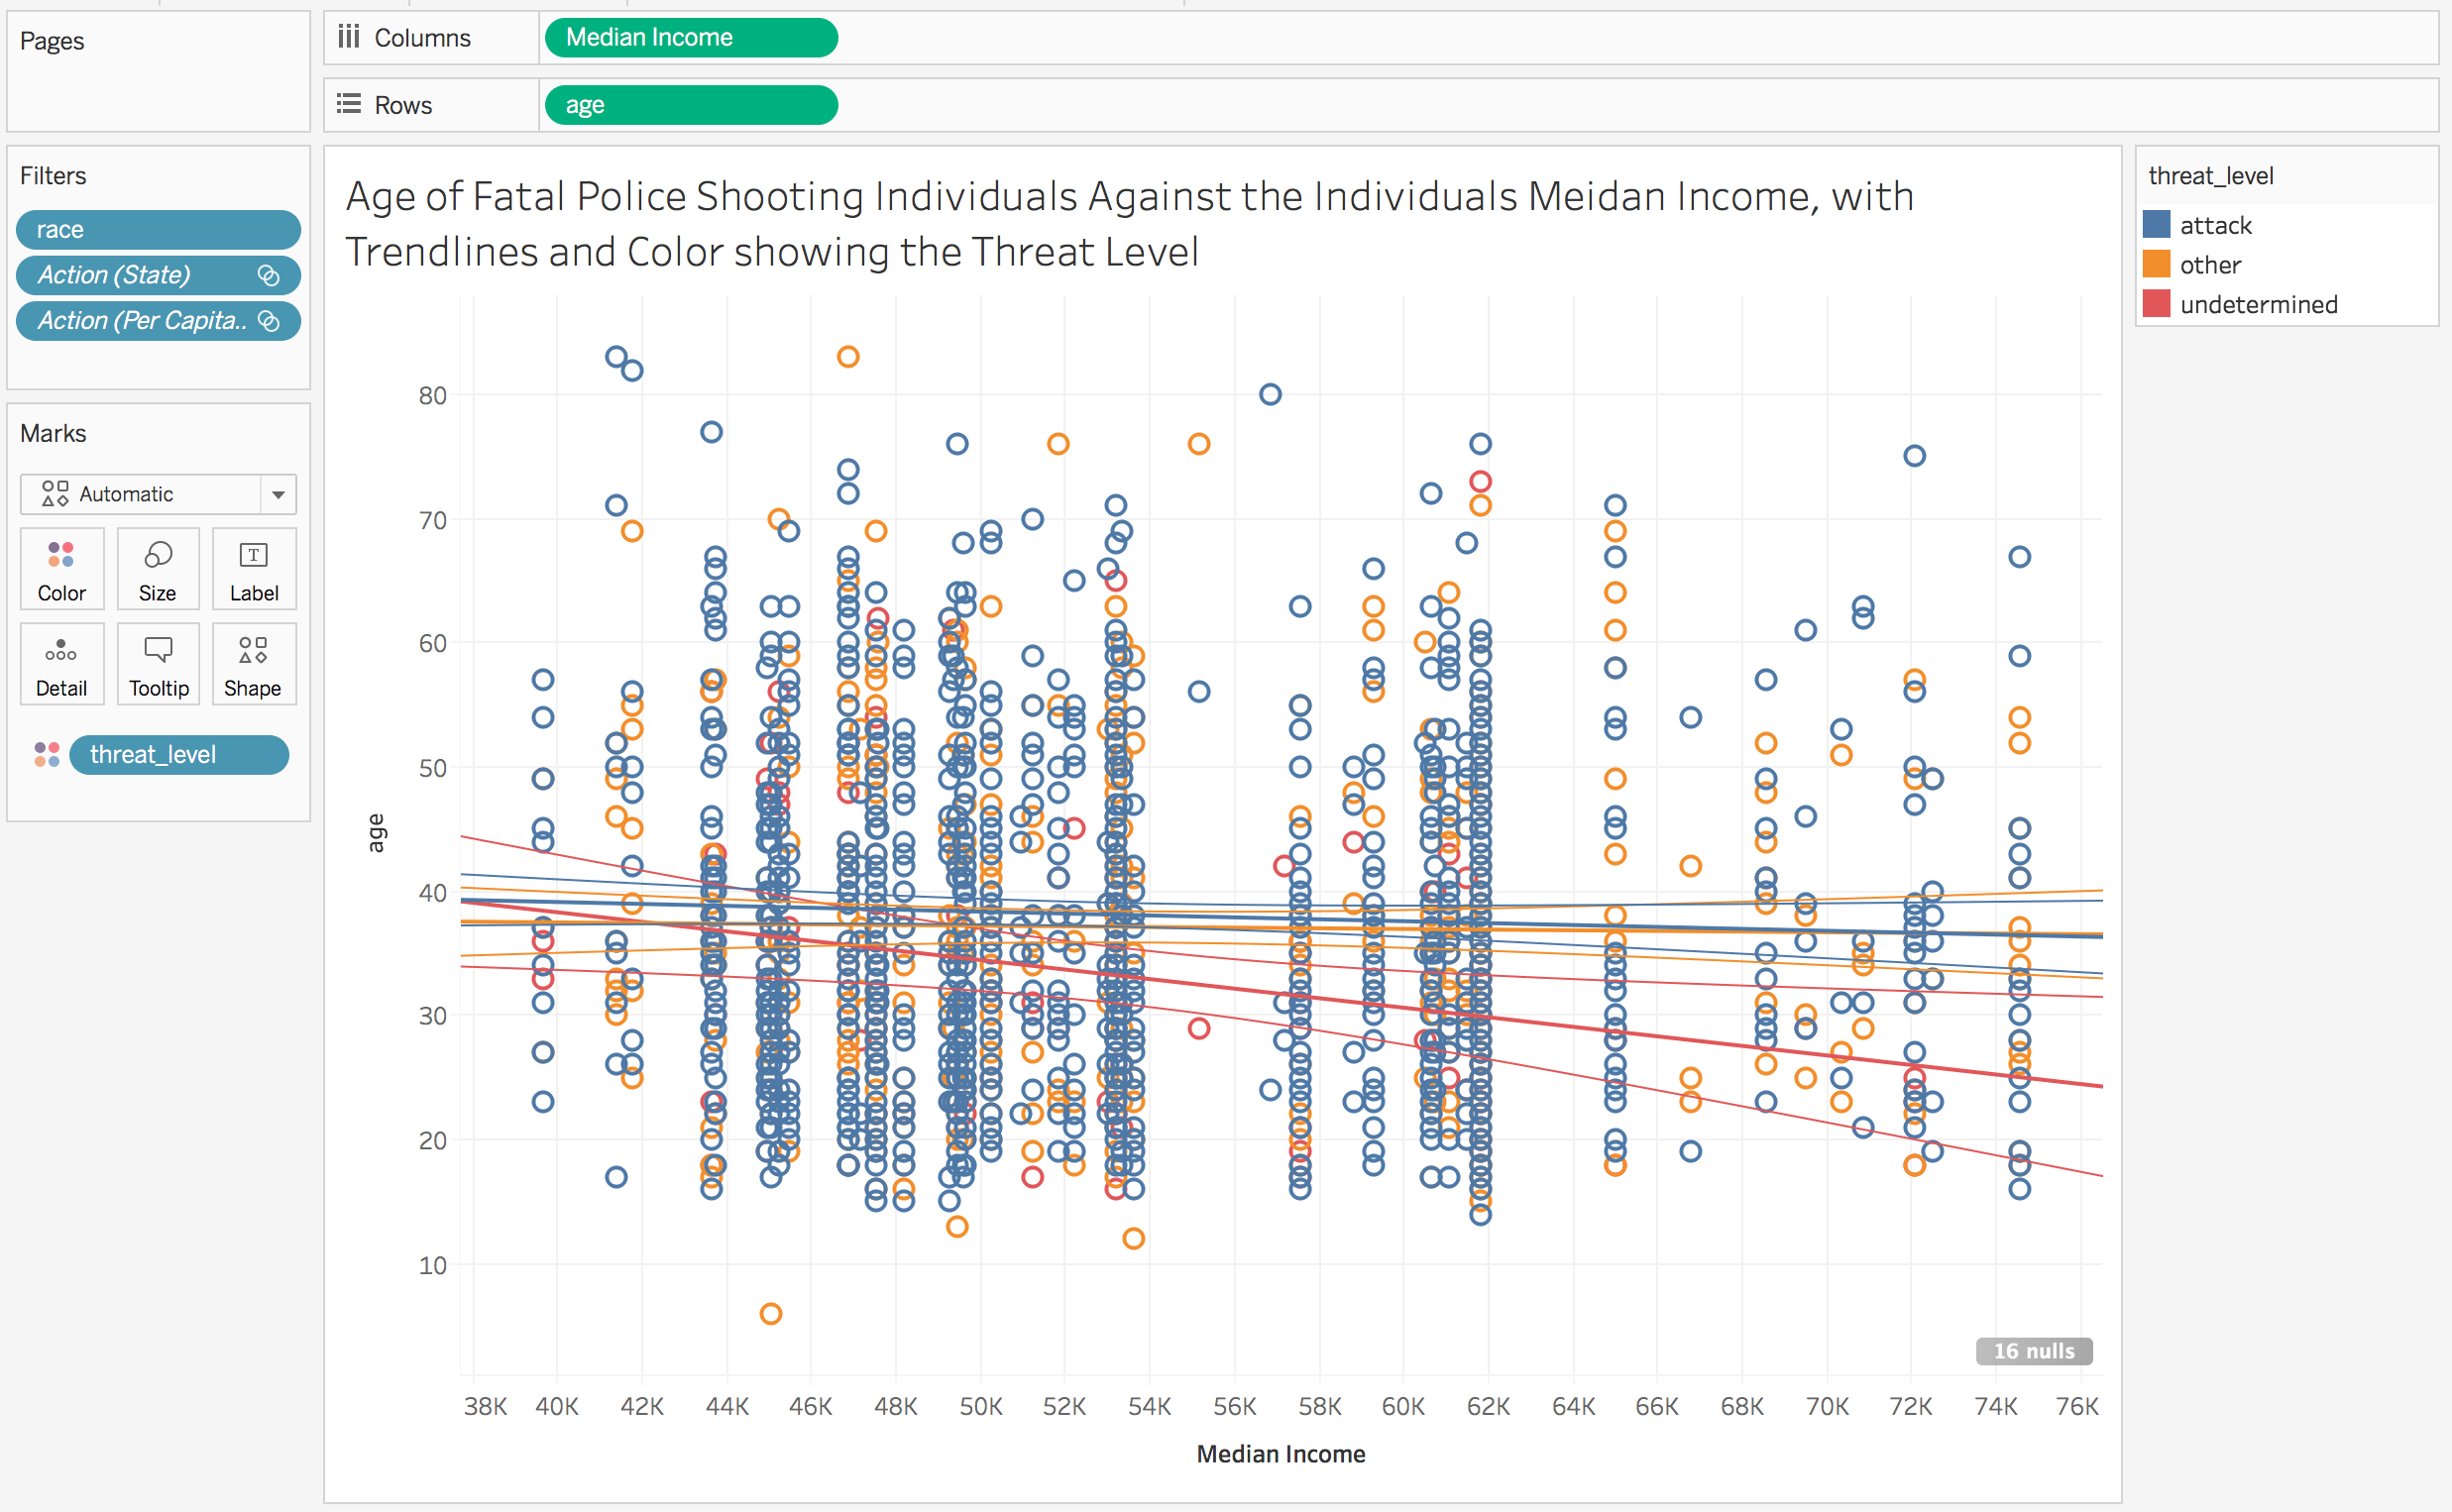 Pages
Columns
Median Income
Rows
age
Filters
race
Action (State)
Action (Per Capita..
Marks
Automatic
Color
Size
Label
Detail
Tooltip
Shape
threat_level
Age of Fatal Police Shooting Individuals Against the Individuals Meidan Income, with
Trendlines and Color showing the Threat Level
age
80
70
60
50
40
30
20
10
16 nulls
38K 40K 42K 44K 46K 48K 50K 52K 54K 56K 58K 60K 62K 64K 66K 68K 70K 72K 74K 76K
Median Income
threat_level
attack
other
undetermined